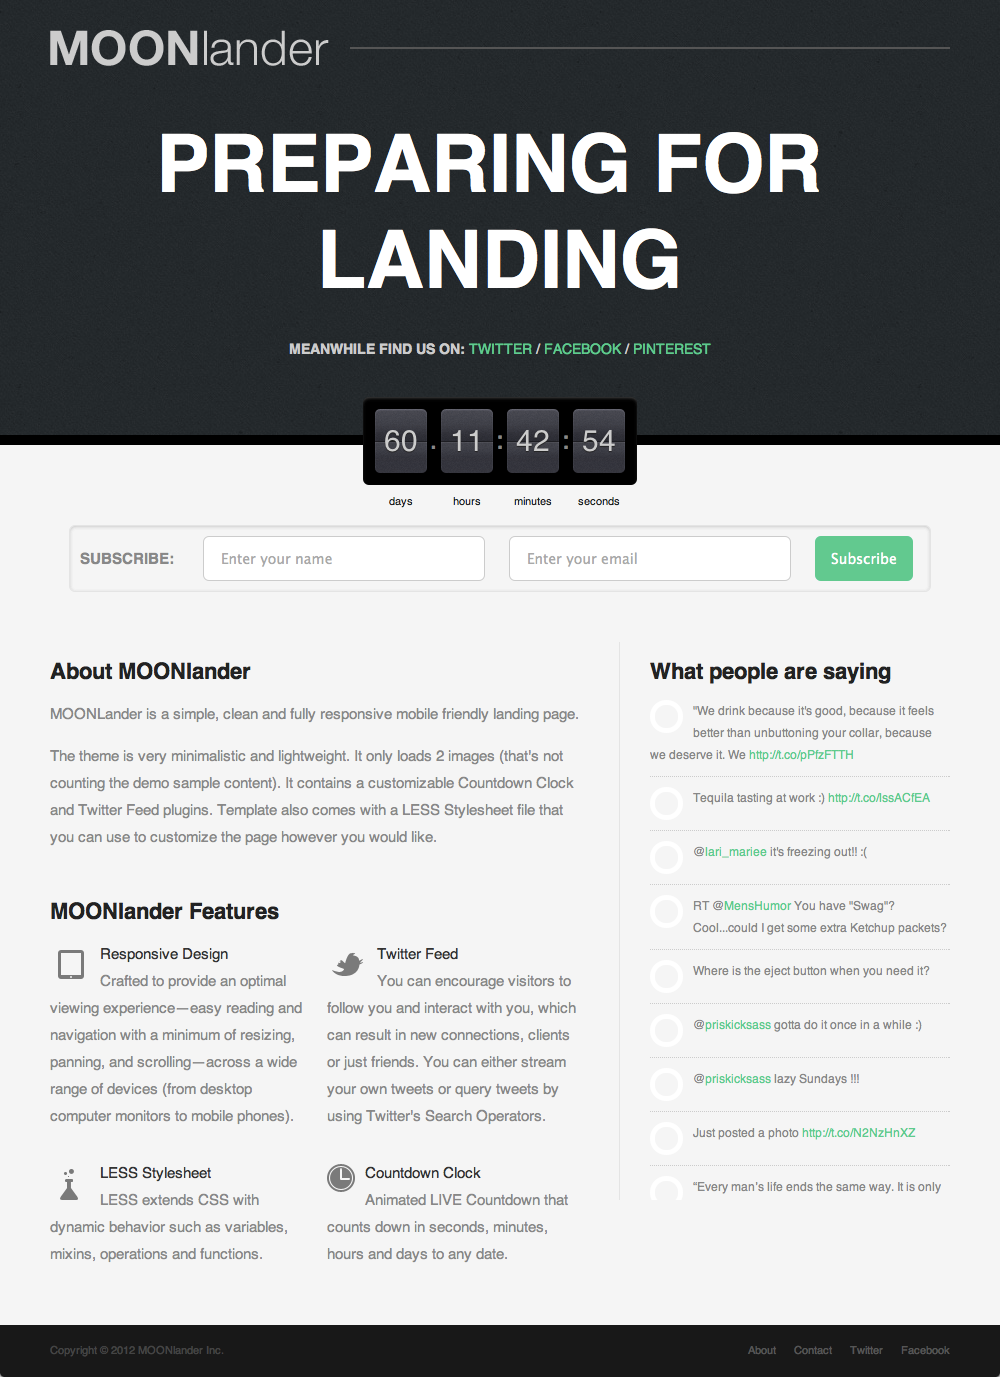 MOONlander
PREPARING FOR
LANDING
MEANWHILE FIND US ON: TWITTER / FACEBOOK / PINTEREST
60 . 11 : 42 : 54
days hours minutes seconds
SUBSCRIBE: Enter your name Enter your email Subscribe
About MOONlander
MOONLander is a simple, clean and fully responsive mobile friendly landing page.
The theme is very minimalistic and lightweight. It only loads 2 images (that's not
counting the demo sample content). It contains a customizable Countdown Clock
and Twitter Feed plugins. Template also comes with a LESS Stylesheet file that
you can use to customize the page however you would like.
MOONlander Features
Responsive Design
Crafted to provide an optimal
viewing experience—easy reading and
navigation with a minimum of resizing,
panning, and scrolling—across a wide
range of devices (from desktop
computer monitors to mobile phones).
Twitter Feed
You can encourage visitors to
follow you and interact with you, which
can result in new connections, clients
or just friends. You can either stream
your own tweets or query tweets by
using Twitter's Search Operators.
LESS Stylesheet
LESS extends CSS with
dynamic behavior such as variables,
mixins, operations and functions.
Countdown Clock
Animated LIVE Countdown that
counts down in seconds, minutes,
hours and days to any date.
What people are saying
"We drink because it's good, because it feels
better than unbuttoning your collar, because
we deserve it. We http://t.co/pPfzFTTH
Tequila tasting at work :) http://t.co/lssACfEA
@lari_mariee it's freezing out!! :(
RT @MensHumor You have "Swag"?
Cool...could I get some extra Ketchup packets?
Where is the eject button when you need it?
@priskicksass gotta do it once in a while :)
@priskicksass lazy Sundays !!!
Just posted a photo http://t.co/N2NzHnXZ
“Every man’s life ends the same way. It is only
Copyright © 2012 MOONlander Inc.
About Contact Twitter Facebook